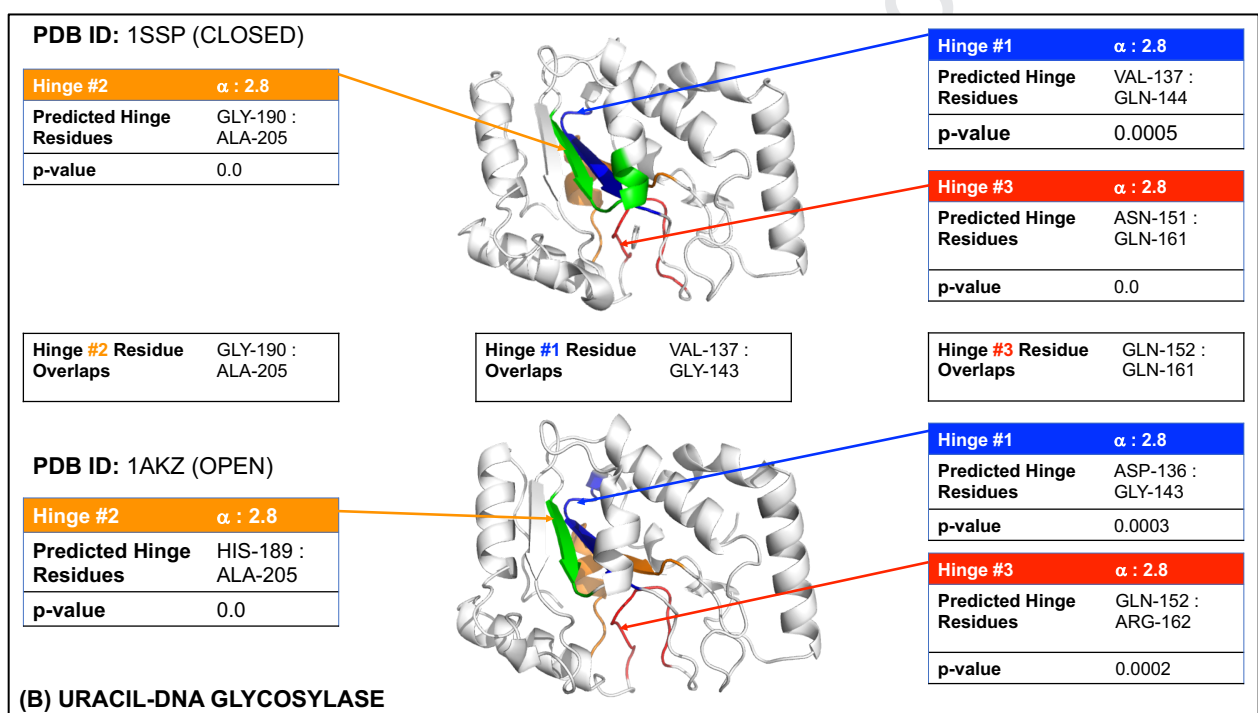 PDB ID: 1SSP (CLOSED)
Hinge #2 α : 2.8
Predicted Hinge GLY-190 :
Residues ALA-205
p-value 0.0
Hinge #1 α : 2.8
Predicted Hinge VAL-137 :
Residues GLN-144
p-value 0.0005
Hinge #3 α : 2.8
Predicted Hinge ASN-151 :
Residues GLN-161
p-value 0.0
Hinge #2 Residue GLY-190 :
Overlaps ALA-205
Hinge #1 Residue VAL-137 :
Overlaps GLY-143
Hinge #3 Residue GLN-152 :
Overlaps GLN-161
PDB ID: 1AKZ (OPEN)
Hinge #2 α : 2.8
Predicted Hinge HIS-189 :
Residues ALA-205
p-value 0.0
Hinge #1 α : 2.8
Predicted Hinge ASP-136 :
Residues GLY-143
p-value 0.0003
Hinge #3 α : 2.8
Predicted Hinge GLN-152 :
Residues ARG-162
p-value 0.0002
(B) URACIL-DNA GLYCOSYLASE